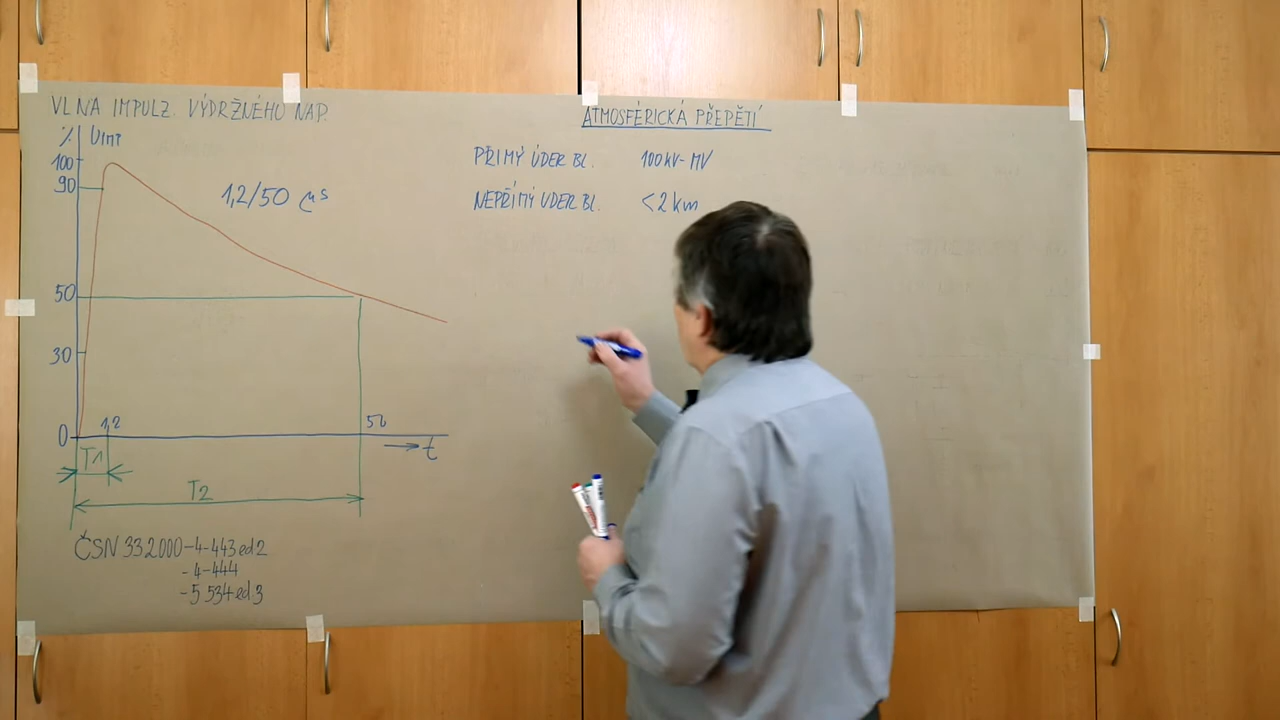 VLNA IMPULZ. VÝDRŽNÉHO NAP.
% Uimp
100
90
1,2/50 μs
50
30
0
1,2
50
t
T1
T2
ČSN 332000-4-443 ed2
-4-444
-5 534 ed.3
ATMOSFÉRICKÁ PŘEPĚTÍ
PŘÍMÝ ÚDER BL. 100kV-MV
NEPŘÍMÝ ÚDER BL. <2 km